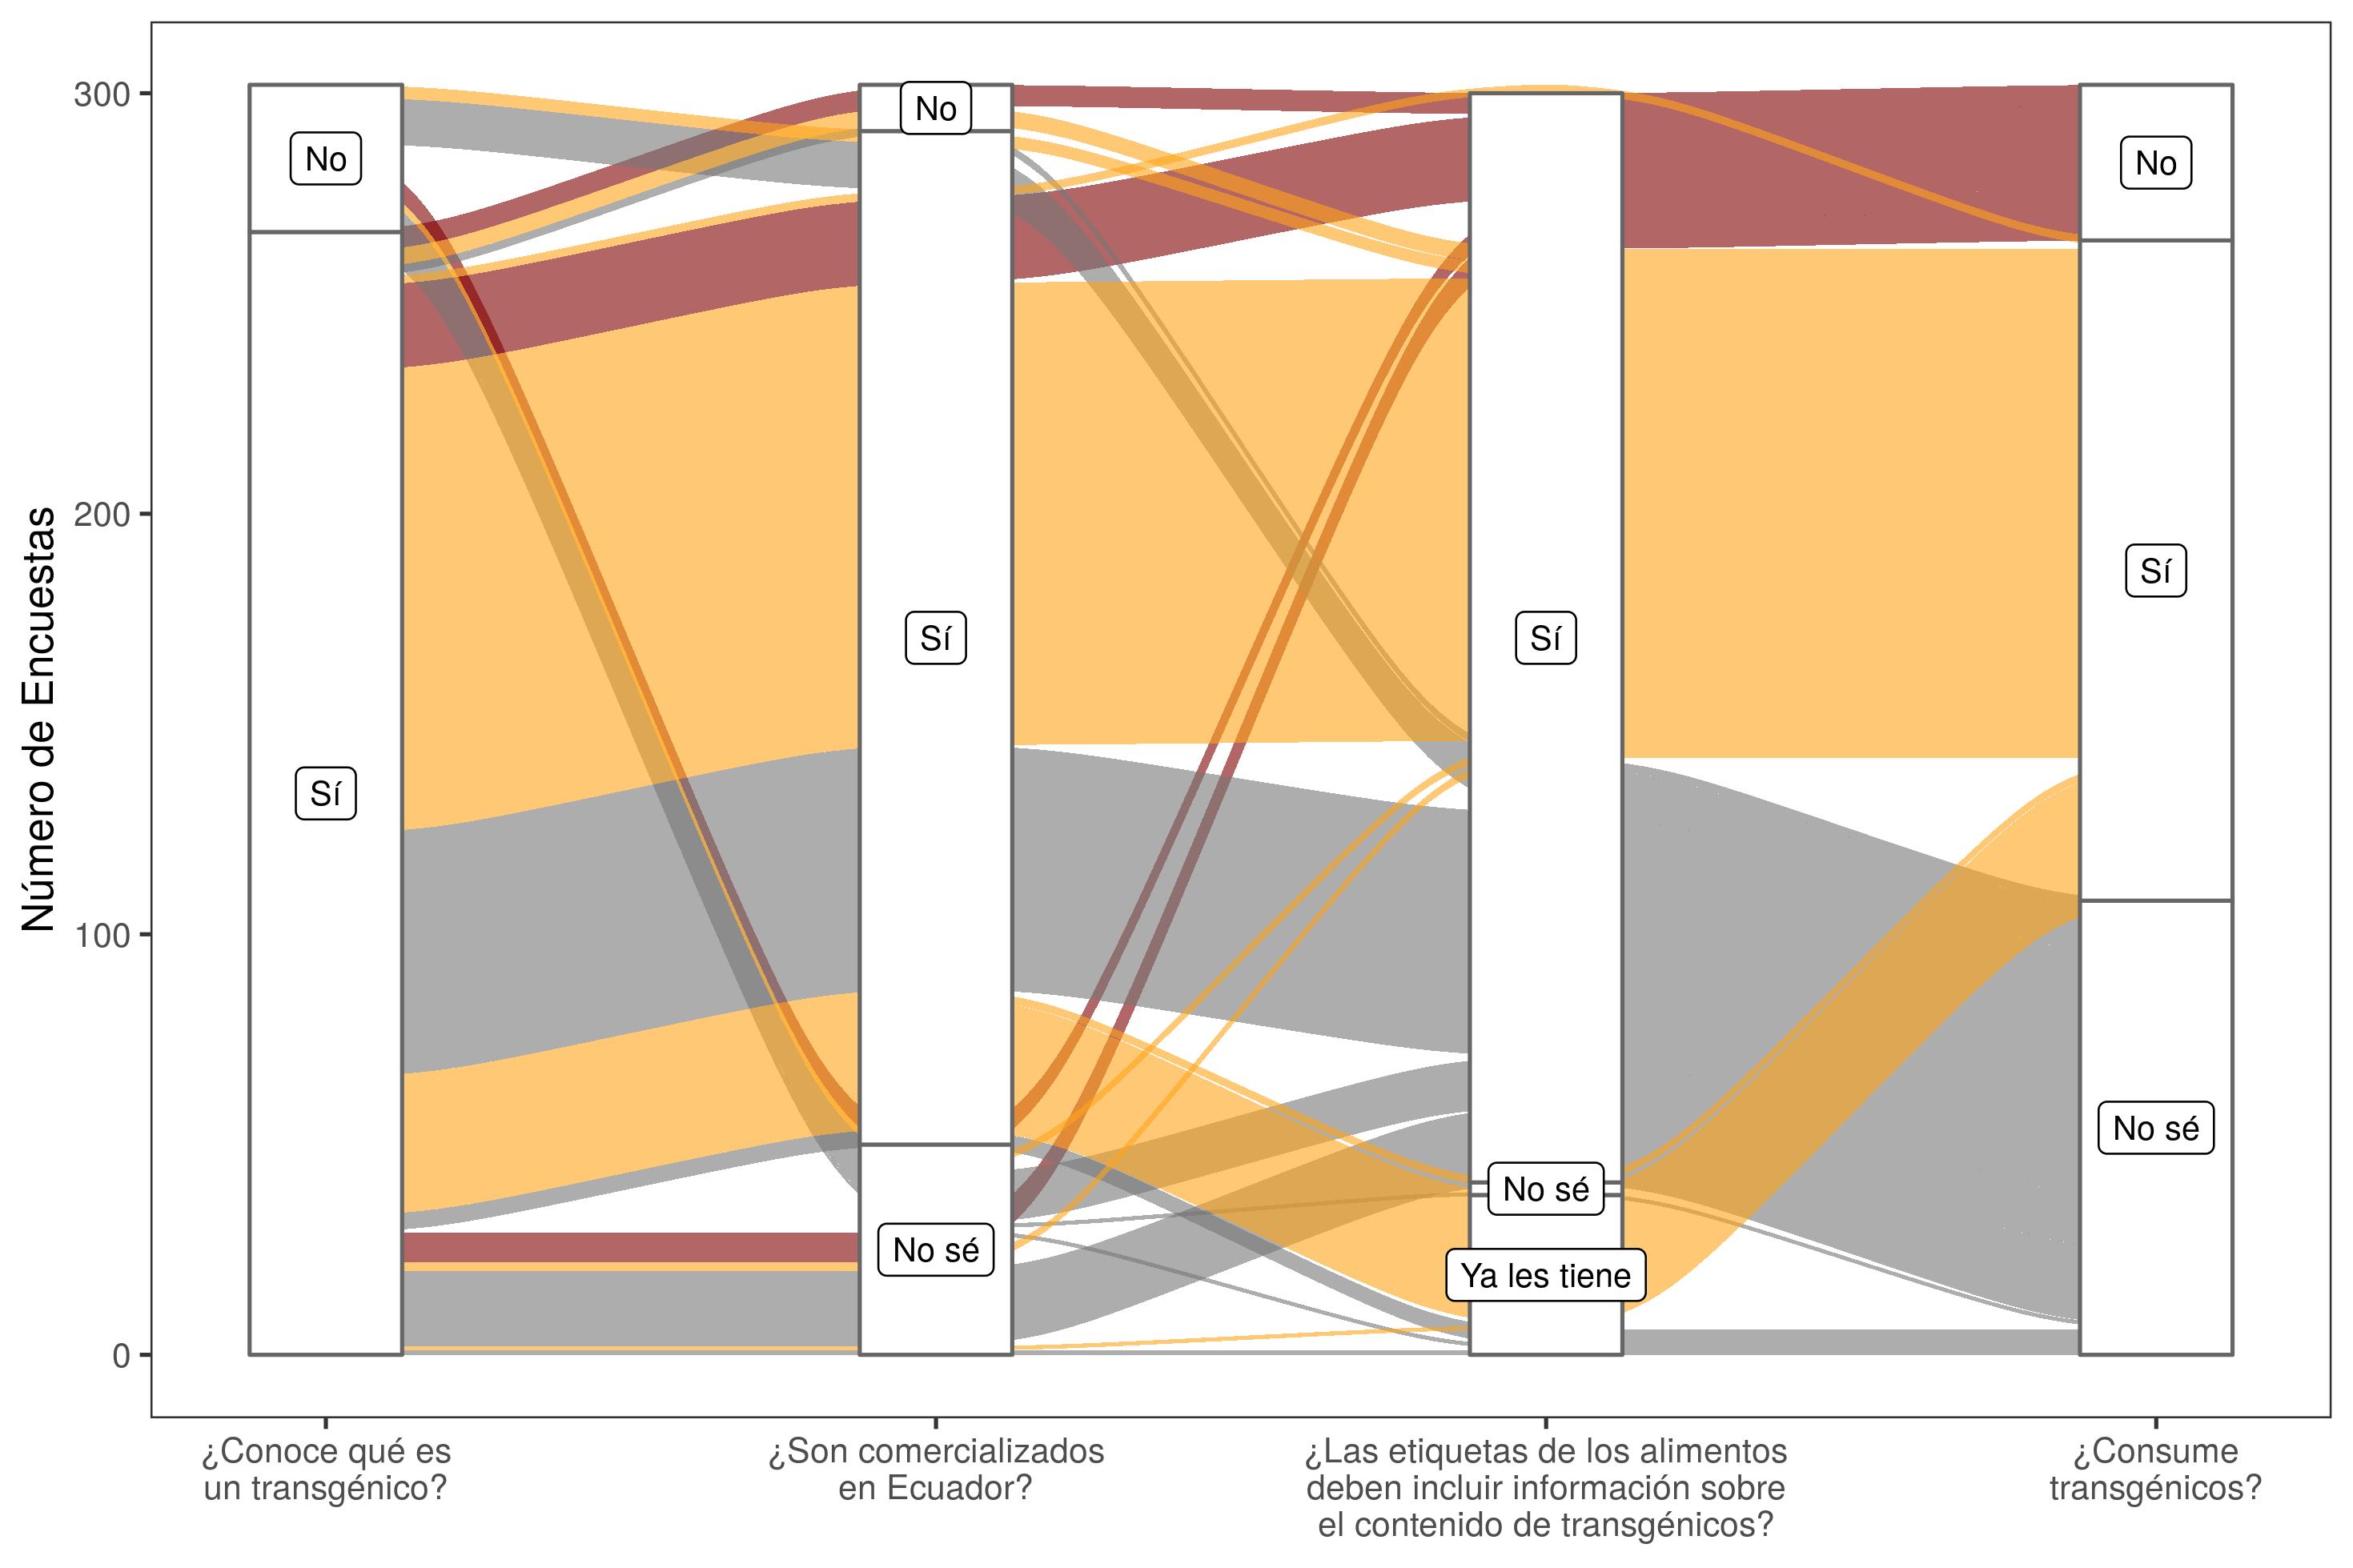 Número de Encuestas
300
200
100
0
No
Sí
No
Sí
No sé
Sí
No sé
Ya les tiene
No
Sí
No sé
¿Conoce qué es
un transgénico?
¿Son comercializados
en Ecuador?
¿Las etiquetas de los alimentos
deben incluir información sobre
el contenido de transgénicos?
¿Consume
transgénicos?